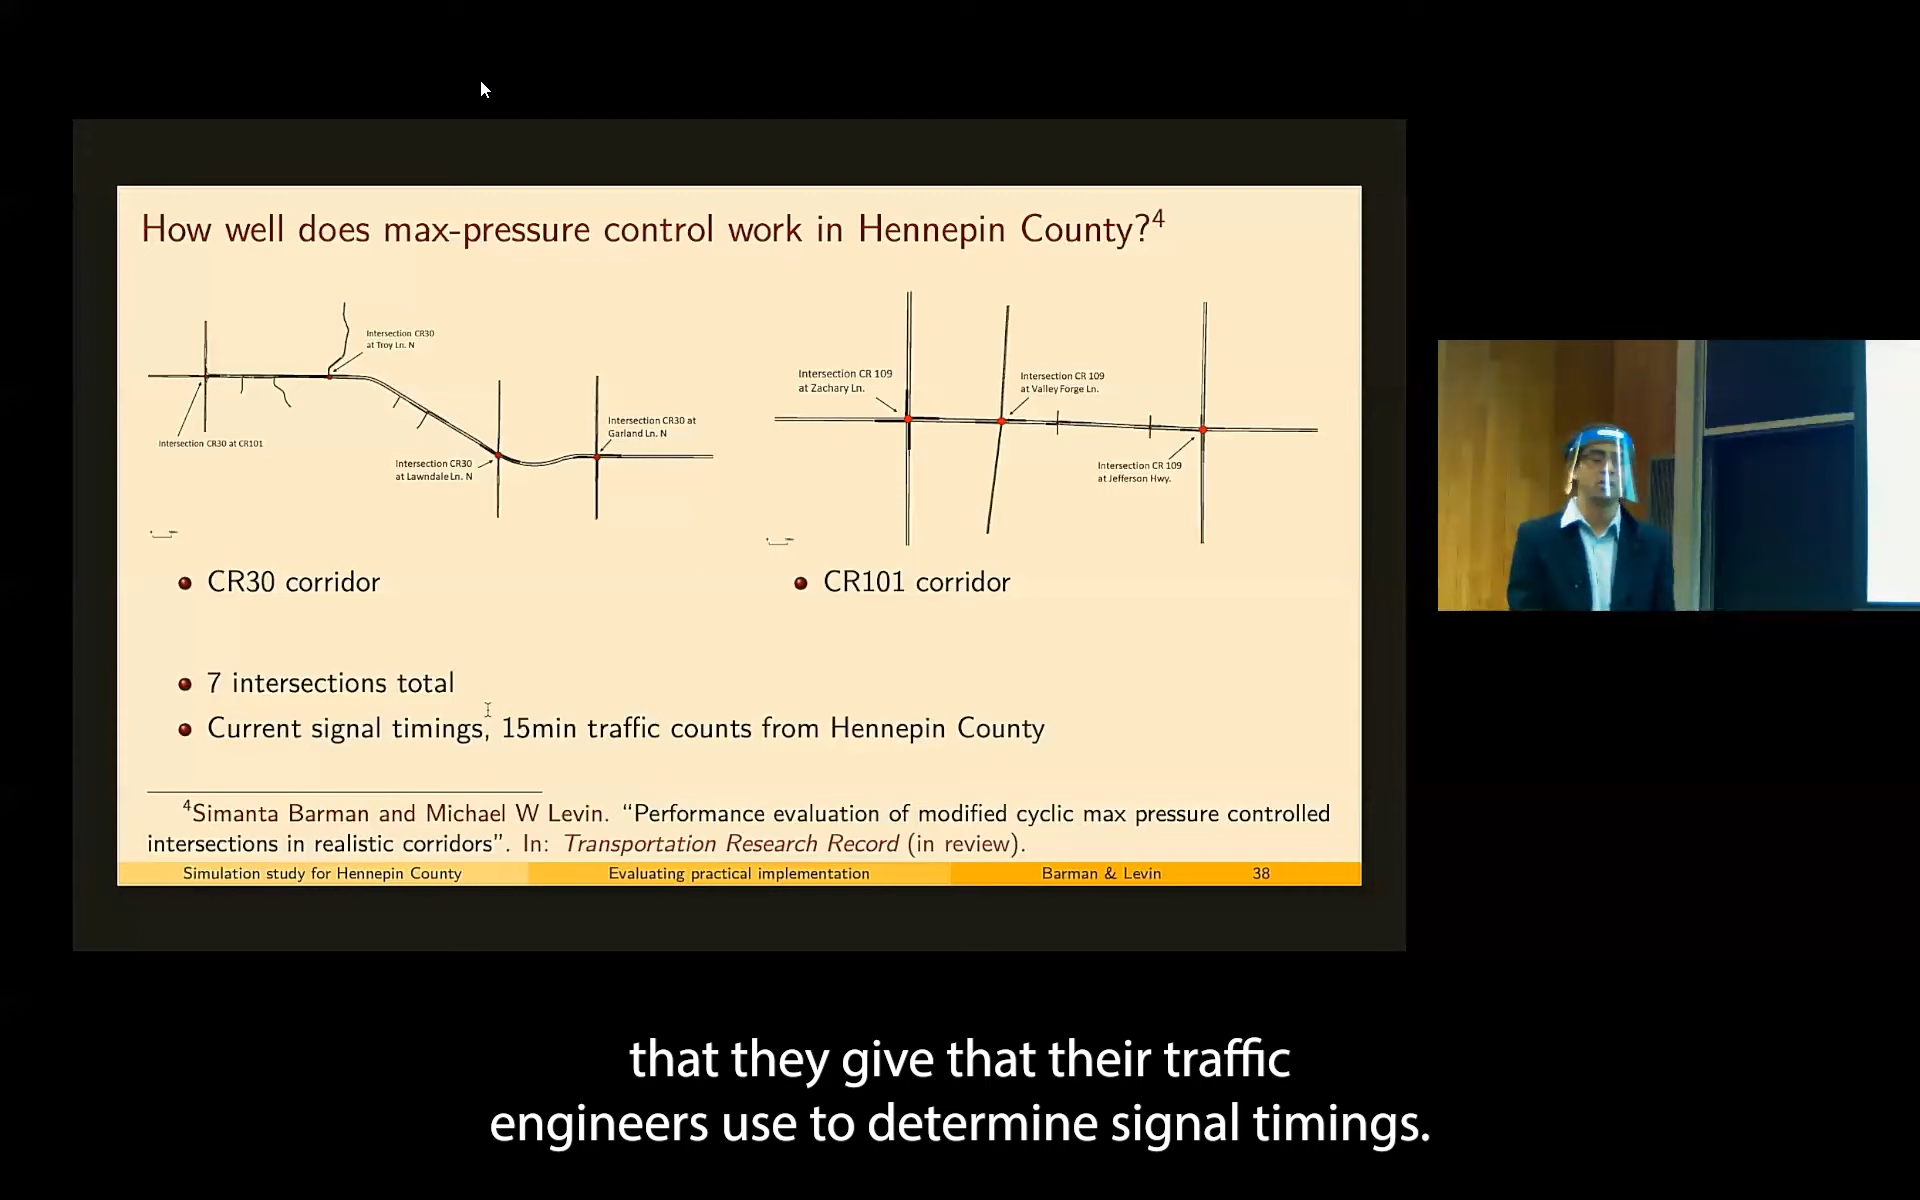 How well does max-pressure control work in Hennepin County?4
Intersection CR30
at Troy Ln. N
Intersection CR30 at CR101
Intersection CR30
at Lawndale Ln. N
Intersection CR30 at
Garland Ln. N
Intersection CR 109
at Zachary Ln.
Intersection CR 109
at Valley Forge Ln.
Intersection CR 109
at Jefferson Hwy.
CR30 corridor
CR101 corridor
7 intersections total
Current signal timings, 15min traffic counts from Hennepin County
4Simanta Barman and Michael W Levin. “Performance evaluation of modified cyclic max pressure controlled
intersections in realistic corridors”. In: Transportation Research Record (in review).
Simulation study for Hennepin County Evaluating practical implementation Barman & Levin 38
that they give that their traffic
engineers use to determine signal timings.